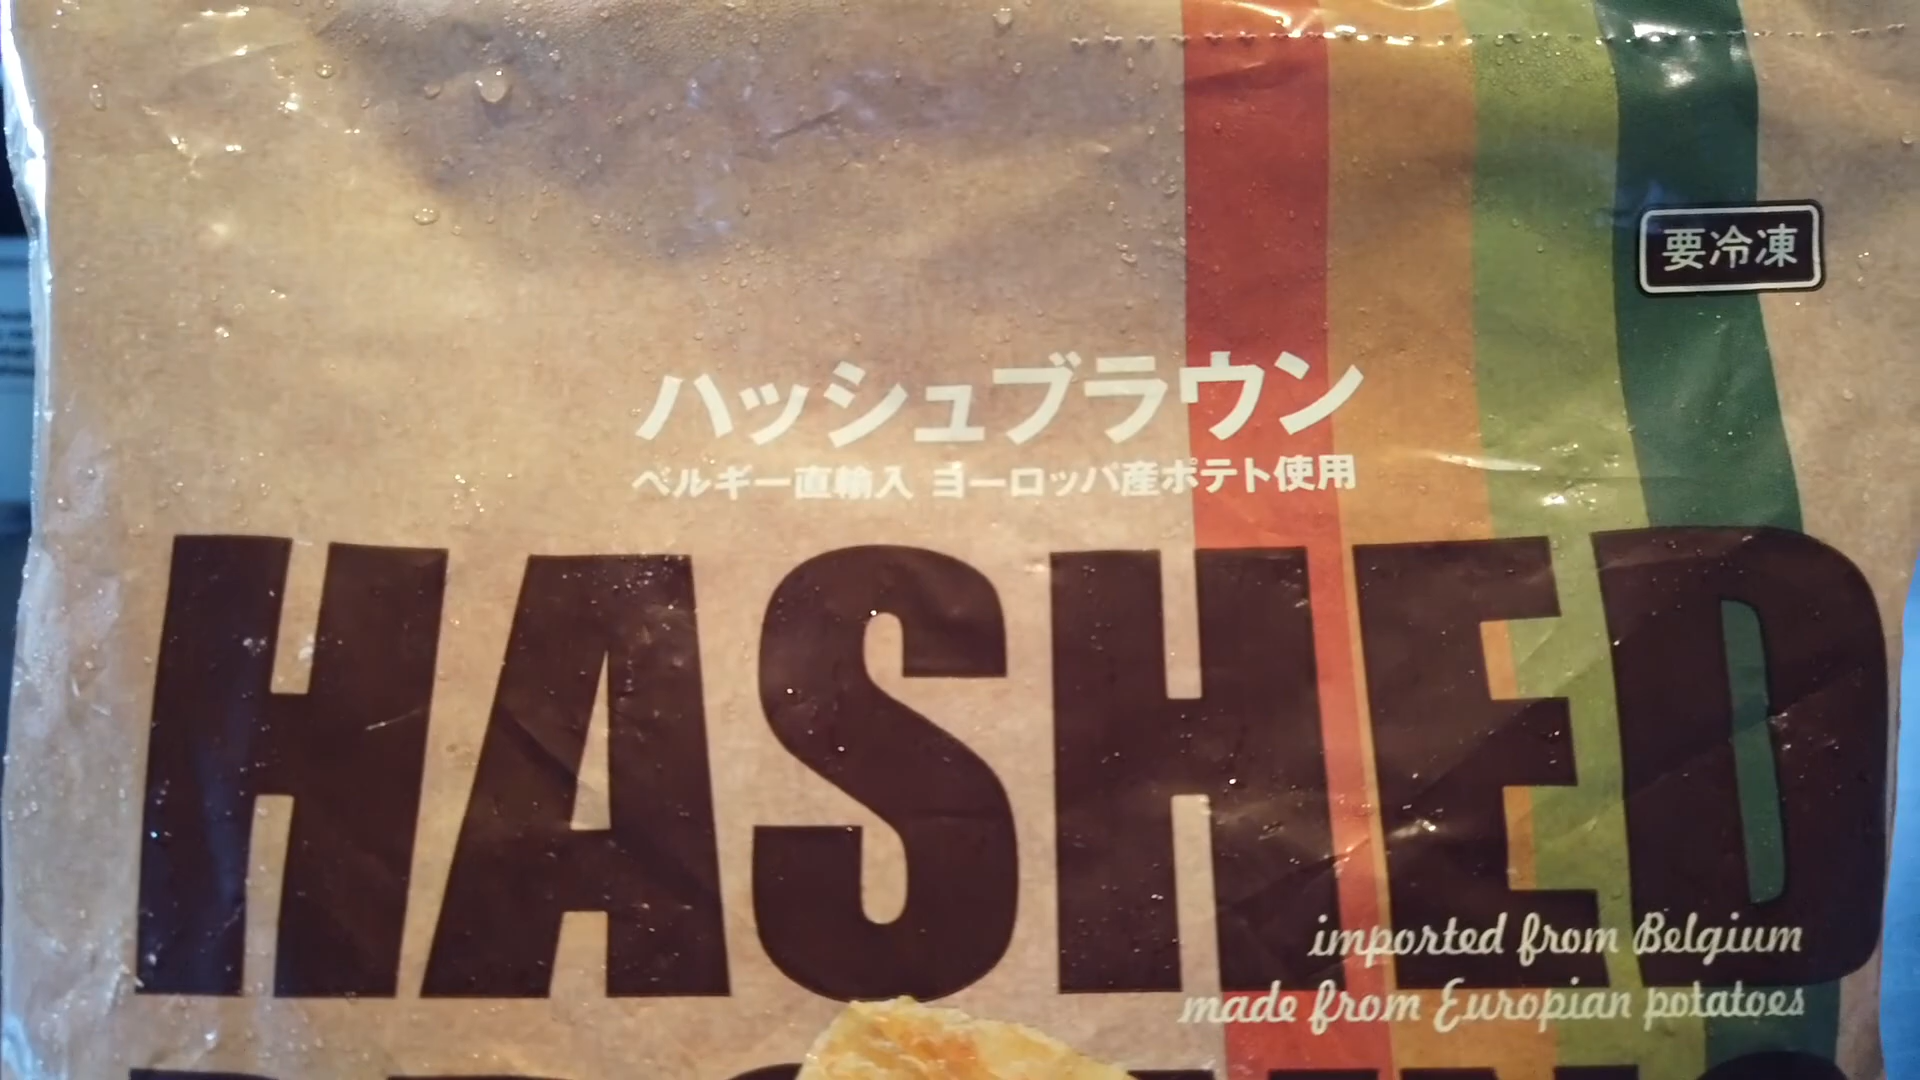 要冷凍
ハッシュブラウン
ベルギー直輸入 ヨーロッパ産ポテト使用
HASHED
imported from Belgium
made from Europian potatoes